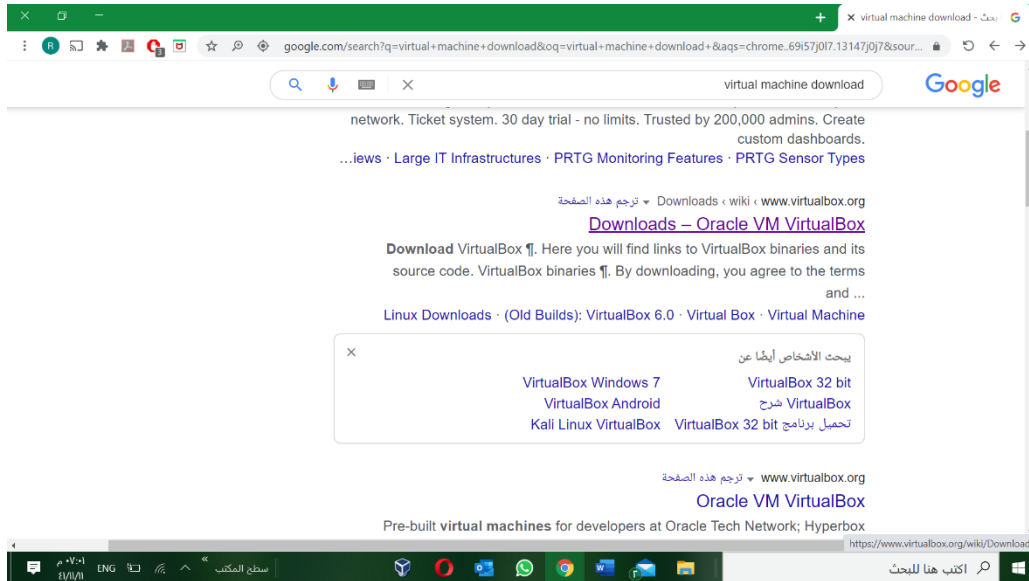 virtual machine download - بحث
google.com/search?q=virtual+machine+download&oq=virtual+machine+download+&aqs=chrome..69i57j0l7.13147j0j7&sour...
R
3
Google
virtual machine download
network. Ticket system. 30 day trial - no limits. Trusted by 200,000 admins. Create
custom dashboards.
…iews · Large IT Infrastructures · PRTG Monitoring Features · PRTG Sensor Types
www.virtualbox.org › wiki › Downloads ترجم هذه الصفحة
Downloads – Oracle VM VirtualBox
Download VirtualBox ¶. Here you will find links to VirtualBox binaries and its
source code. VirtualBox binaries ¶. By downloading, you agree to the terms
and ...
Linux Downloads · (Old Builds): VirtualBox 6.0 · Virtual Box · Virtual Machine
يبحث الأشخاص أيضًا عن
VirtualBox 32 bit
VirtualBox Windows 7
VirtualBox شرح
VirtualBox Android
تحميل برنامج VirtualBox 32 bit
Kali Linux VirtualBox
www.virtualbox.org ترجم هذه الصفحة
Oracle VM VirtualBox
Pre-built virtual machines for developers at Oracle Tech Network; Hyperbox
https://www.virtualbox.org/wiki/Download
اكتب هنا للبحث
سطح المكتب
ENG